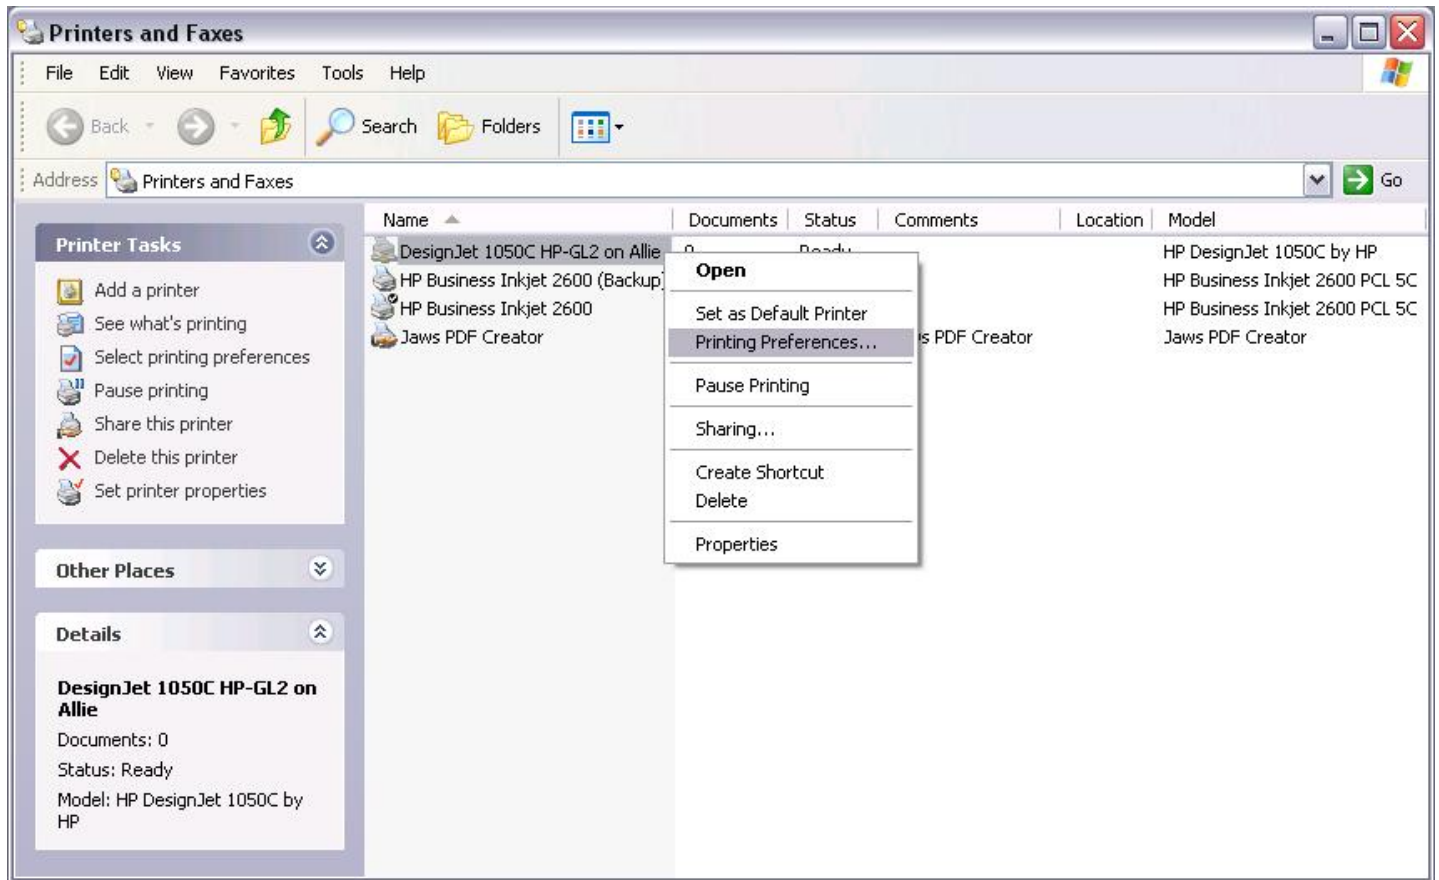 Printers and Faxes
File Edit View Favorites Tools Help
Back Search Folders
Address Printers and Faxes Go
Name Documents Status Comments Location Model
DesignJet 1050C HP-GL2 on Allie 0 Ready HP DesignJet 1050C by HP
HP Business Inkjet 2600 (Backup) HP Business Inkjet 2600 PCL 5C
HP Business Inkjet 2600 HP Business Inkjet 2600 PCL 5C
Jaws PDF Creator s PDF Creator Jaws PDF Creator
Open
Set as Default Printer
Printing Preferences...
Pause Printing
Sharing...
Create Shortcut
Delete
Properties
Printer Tasks
Add a printer
See what's printing
Select printing preferences
Pause printing
Share this printer
Delete this printer
Set printer properties
Other Places
Details
DesignJet 1050C HP-GL2 on
Allie
Documents: 0
Status: Ready
Model: HP DesignJet 1050C by
HP